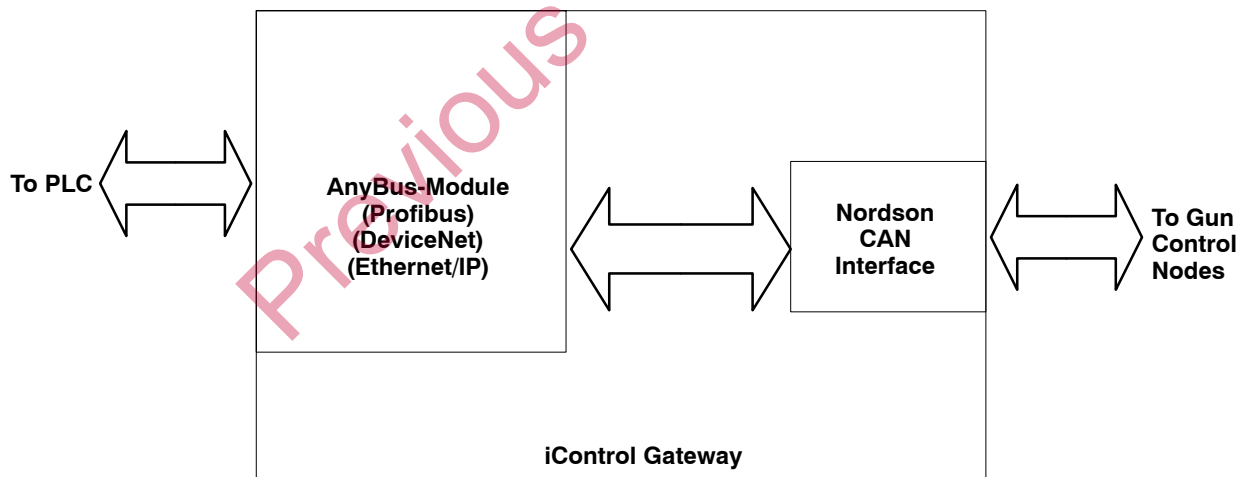 To PLC
AnyBus-Module
(Profibus)
(DeviceNet)
(Ethernet/IP)
Nordson
CAN
Interface
To Gun
Control
Nodes
iControl Gateway
Previous